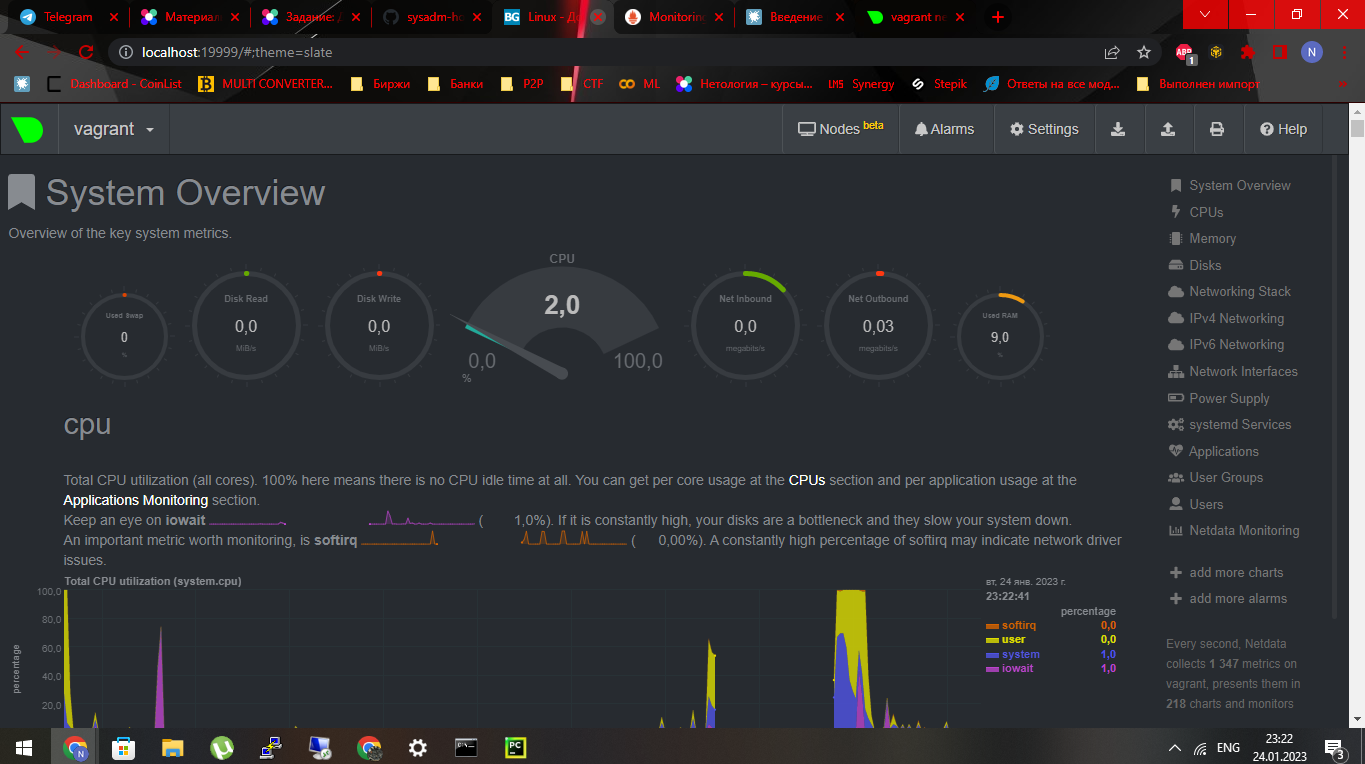 Telegram
Материал
Задание: Д
sysadm-ho
BG Linux - До
Monitoring
Введение
vagrant ne
localhost:19999/#;theme=slate
ABP 1
N
Dashboard - CoinList
MULTI CONVERTER...
Биржи
Банки
P2P
CTF
ML
Нетология – курсы...
LMS Synergy
Stepik
Ответы на все мод...
Выполнен импорт
vagrant
Nodes beta
Alarms
Settings
Help
System Overview
Overview of the key system metrics.
Used Swap
0
%
Disk Read
0,0
MiB/s
Disk Write
0,0
MiB/s
CPU
2,0
0,0
100,0
%
Net Inbound
0,0
megabits/s
Net Outbound
0,03
megabits/s
Used RAM
9,0
%
cpu
Total CPU utilization (all cores). 100% here means there is no CPU idle time at all. You can get per core usage at the CPUs section and per application usage at the
Applications Monitoring section.
Keep an eye on iowait ( 1,0%). If it is constantly high, your disks are a bottleneck and they slow your system down.
An important metric worth monitoring, is softirq ( 0,00%). A constantly high percentage of softirq may indicate network driver
issues.
Total CPU utilization (system.cpu)
percentage
100,0
80,0
60,0
40,0
20,0
вт, 24 янв. 2023 г.
23:22:41
percentage
softirq 0,0
user 0,0
system 1,0
iowait 1,0
System Overview
CPUs
Memory
Disks
Networking Stack
IPv4 Networking
IPv6 Networking
Network Interfaces
Power Supply
systemd Services
Applications
User Groups
Users
Netdata Monitoring
add more charts
add more alarms
Every second, Netdata
collects 1 347 metrics on
vagrant, presents them in
218 charts and monitors
N
PC
ENG
23:22
24.01.2023
3